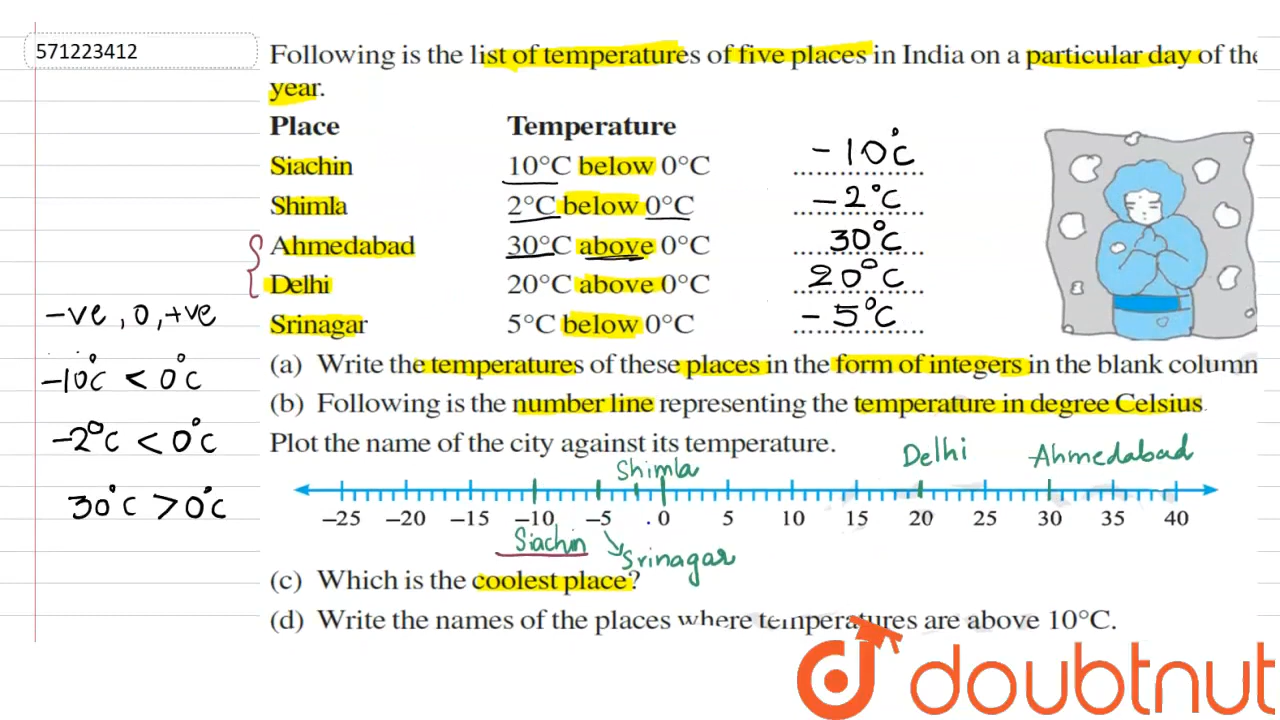 571223412
Following is the list of temperatures of five places in India on a particular day of the
year.
Place Temperature
Siachin 10°C below 0°C ............... -10°C
Shimla 2°C below 0°C ............... -2°C
Ahmedabad 30°C above 0°C ............... 30°C
Delhi 20°C above 0°C ............... 20°C
Srinagar 5°C below 0°C ............... -5°C
-ve, 0, +ve
-10°C < 0°C
-2°C < 0°C
30°C > 0°C
(a) Write the temperatures of these places in the form of integers in the blank column
(b) Following is the number line representing the temperature in degree Celsius.
Plot the name of the city against its temperature.
Shimla Delhi Ahmedabad
–25 –20 –15 –10 –5 0 5 10 15 20 25 30 35 40
Siachin Srinagar
(c) Which is the coolest place?
(d) Write the names of the places where temperatures are above 10°C.
doubtnut